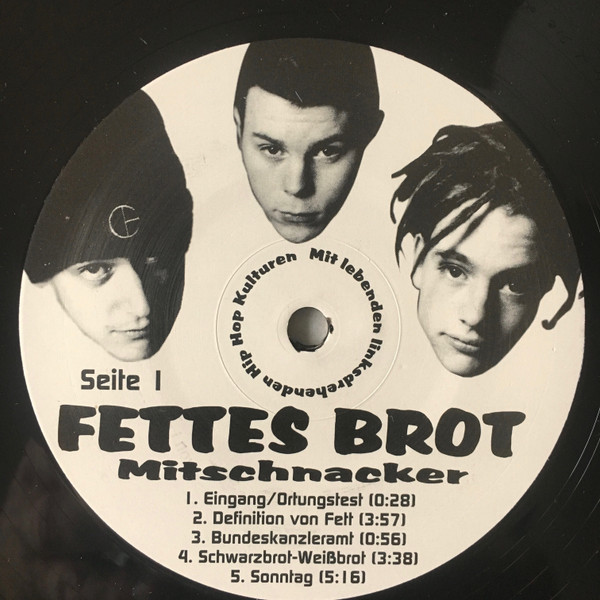 Mit lebenden linksdrehenden Hip Hop Kulturen
Seite 1
FETTES BROT
Mitschnacker
1. Eingang/Ortungstest (0:28)
2. Definition von Fett (3:57)
3. Bundeskanzleramt (0:56)
4. Schwarzbrot-Weißbrot (3:38)
5. Sonntag (5:16)